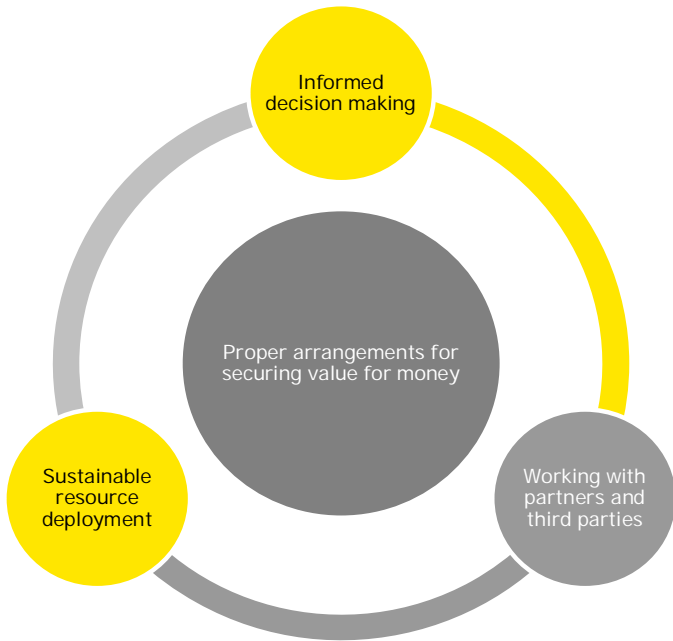 Informed
decision making
Proper arrangements for
securing value for money
Sustainable
resource
deployment
Working with
partners and
third parties